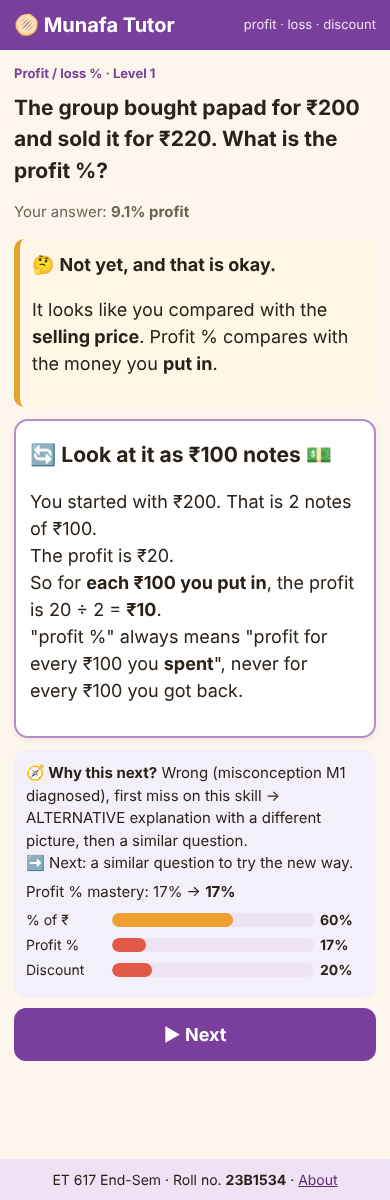 Munafa Tutor
profit · loss · discount
Profit / loss % · Level 1
The group bought papad for ₹200
and sold it for ₹220. What is the
profit %?
Your answer: 9.1% profit
🤔 Not yet, and that is okay.
It looks like you compared with the
selling price. Profit % compares with
the money you put in.
🔄 Look at it as ₹100 notes 💵
You started with ₹200. That is 2 notes
of ₹100.
The profit is ₹20.
So for each ₹100 you put in, the profit
is 20 ÷ 2 = ₹10.
"profit %" always means "profit for
every ₹100 you spent", never for
every ₹100 you got back.
🧭 Why this next? Wrong (misconception M1
diagnosed), first miss on this skill →
ALTERNATIVE explanation with a different
picture, then a similar question.
➡️ Next: a similar question to try the new way.
Profit % mastery: 17% → 17%
% of ₹ 60%
Profit % 17%
Discount 20%
▶ Next
ET 617 End-Sem · Roll no. 23B1534 · About